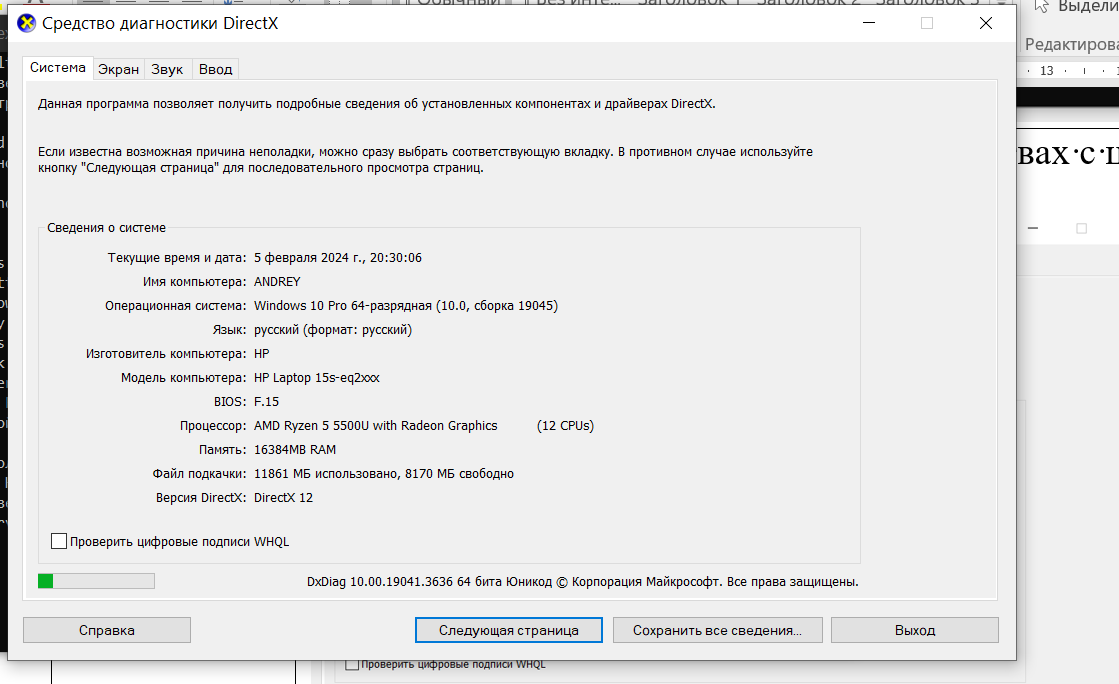 Обычный
Без инте...
Заголовок 1
Заголовок 2
Заголовок 3
Выдели
Редактирова
13
Средство диагностики DirectX
Система Экран Звук Ввод
Данная программа позволяет получить подробные сведения об установленных компонентах и драйверах DirectX.
Если известна возможная причина неполадки, можно сразу выбрать соответствующую вкладку. В противном случае используйте
кнопку "Следующая страница" для последовательного просмотра страниц.
вах·с·ц
Сведения о системе
Текущие время и дата: 5 февраля 2024 г., 20:30:06
Имя компьютера: ANDREY
Операционная система: Windows 10 Pro 64-разрядная (10.0, сборка 19045)
Язык: русский (формат: русский)
Изготовитель компьютера: HP
Модель компьютера: HP Laptop 15s-eq2xxx
BIOS: F.15
Процессор: AMD Ryzen 5 5500U with Radeon Graphics (12 CPUs)
Память: 16384MB RAM
Файл подкачки: 11861 МБ использовано, 8170 МБ свободно
Версия DirectX: DirectX 12
Проверить цифровые подписи WHQL
DxDiag 10.00.19041.3636 64 бита Юникод © Корпорация Майкрософт. Все права защищены.
Справка Следующая страница Сохранить все сведения... Выход
Проверить цифровые подписи WHQL